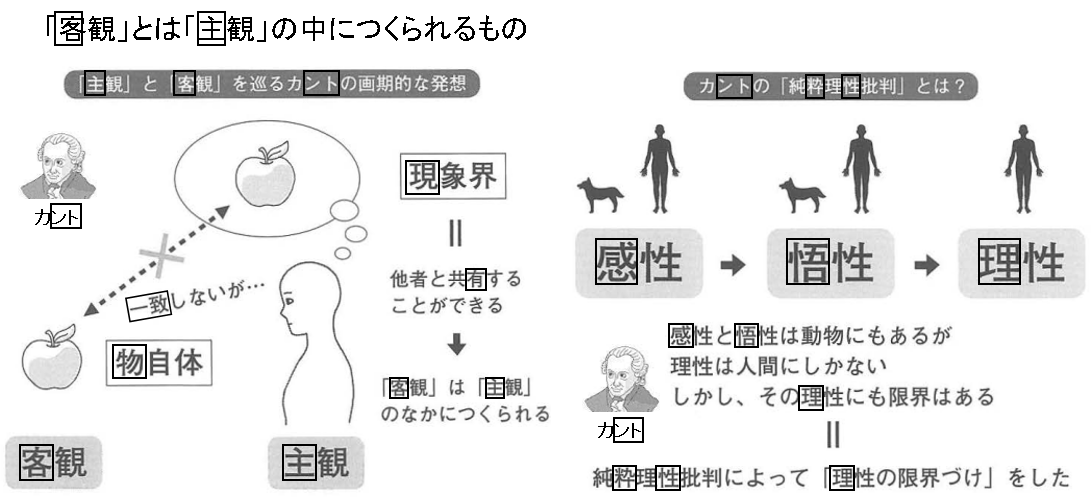 「客観」とは「主観」の中につくられるもの
「主観」と「客観」を巡るカントの画期的な発想
カント
現象界
＝
他者と共有する
ことができる
「客観」は「主観」
のなかにつくられる
一致しないが…
物自体
客観
主観
カントの「純粋理性批判」とは？
感性
悟性
理性
感性と悟性は動物にもあるが
理性は人間にしかない
しかし、その理性にも限界はある
カント
＝
純粋理性批判によって「理性の限界づけ」をした